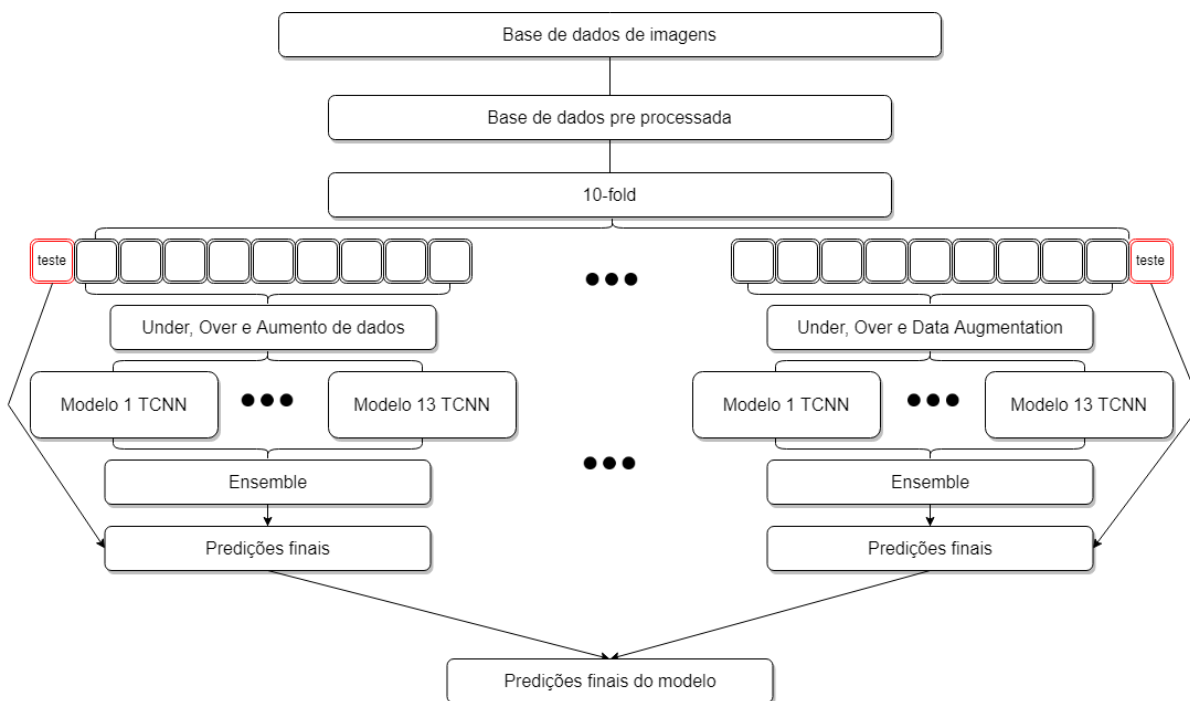 Base de dados de imagens
Base de dados pre processada
10-fold
teste
teste
Under, Over e Aumento de dados
Under, Over e Data Augmentation
Modelo 1 TCNN
Modelo 13 TCNN
Modelo 1 TCNN
Modelo 13 TCNN
Ensemble
Ensemble
Predições finais
Predições finais
Predições finais do modelo